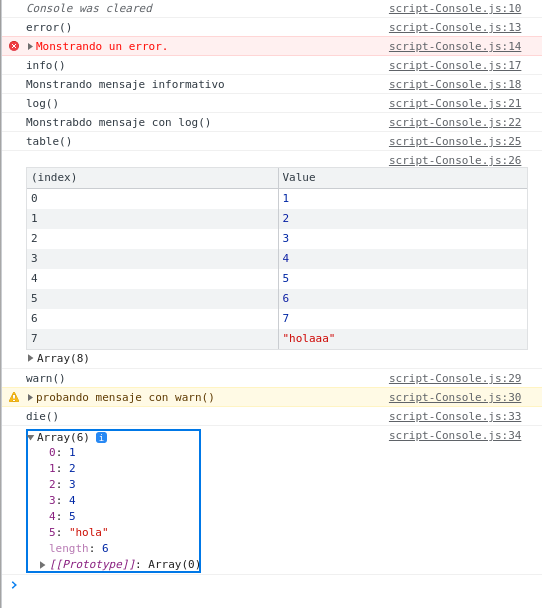 Console was cleared script-Console.js:10
error() script-Console.js:13
Monstrando un error. script-Console.js:14
info() script-Console.js:17
Monstrando mensaje informativo script-Console.js:18
log() script-Console.js:21
Monstrabdo mensaje con log() script-Console.js:22
table() script-Console.js:25
script-Console.js:26
(index) Value
0 1
1 2
2 3
3 4
4 5
5 6
6 7
7 "holaaa"
Array(8)
warn() script-Console.js:29
probando mensaje con warn() script-Console.js:30
die() script-Console.js:33
Array(6) i script-Console.js:34
0: 1
1: 2
2: 3
3: 4
4: 5
5: "hola"
length: 6
[[Prototype]]: Array(0)